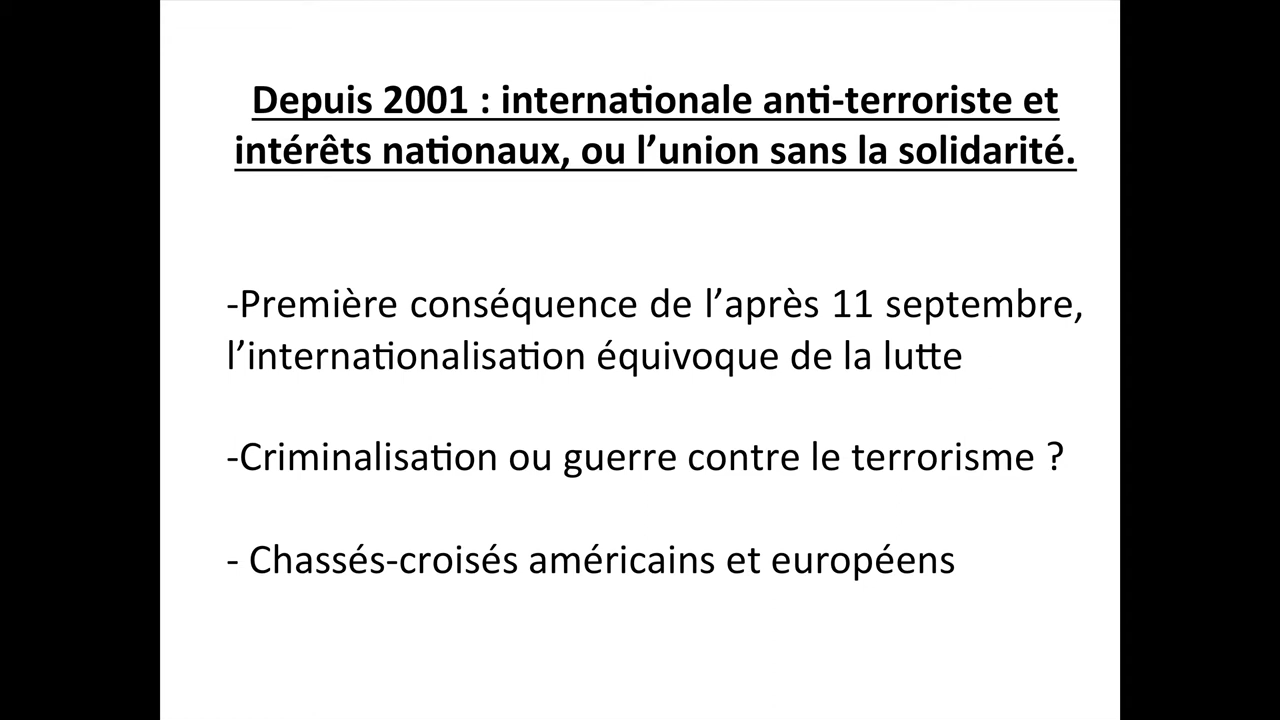 Depuis 2001 : internationale anti-terroriste et
intérêts nationaux, ou l’union sans la solidarité.
-Première conséquence de l’après 11 septembre,
l’internationalisation équivoque de la lutte
-Criminalisation ou guerre contre le terrorisme ?
- Chassés-croisés américains et européens